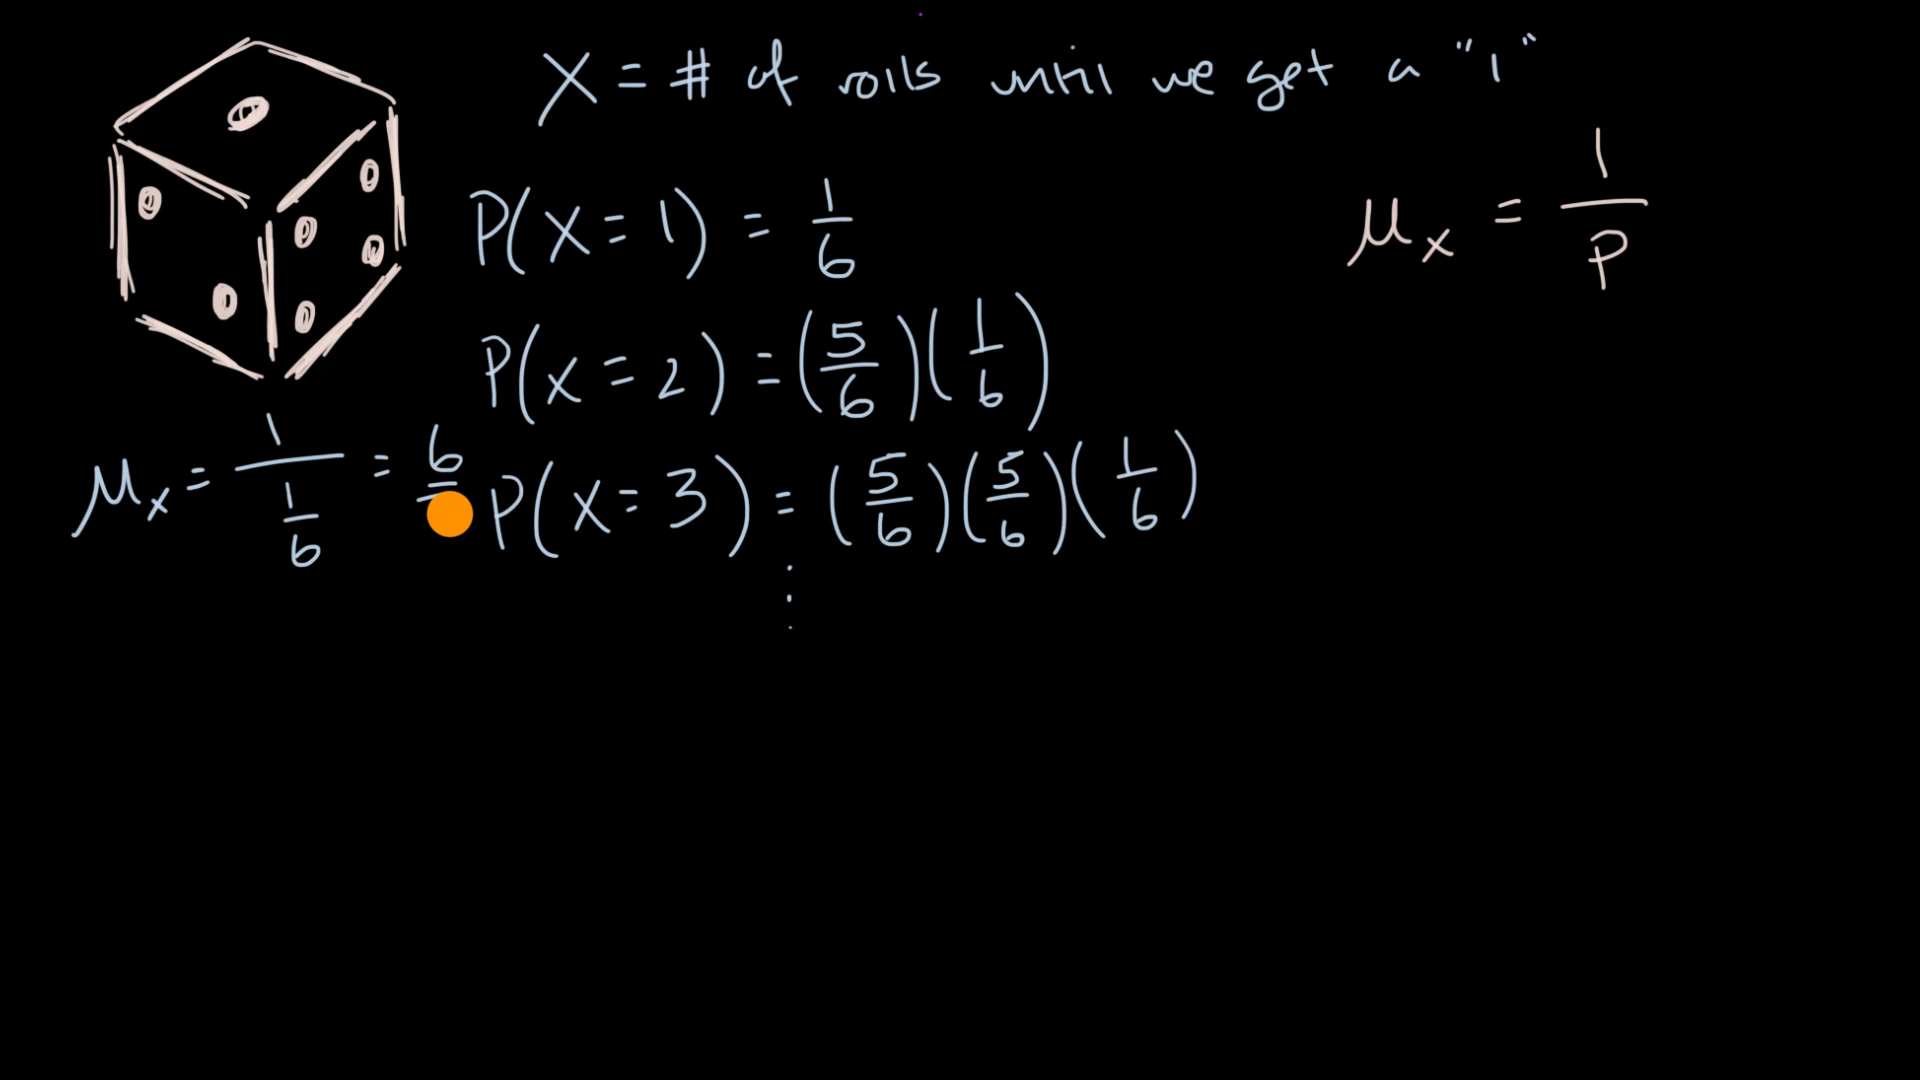 X = # of rolls until we get a "1"
P(X = 1) = 1/6
μx = 1/P
P(X = 2) = (5/6)(1/6)
μx = 1/(1/6) = 6
P(X = 3) = (5/6)(5/6)(1/6)
⋮